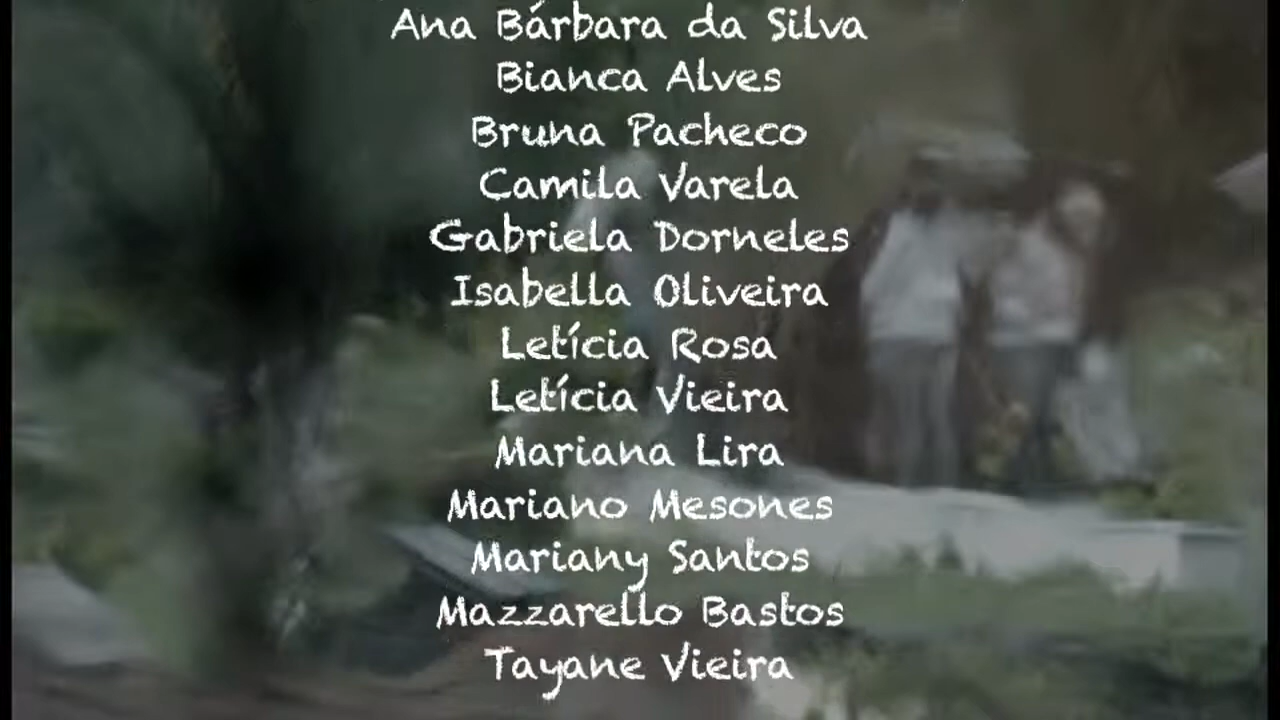 Ana Bárbara da Silva
Bianca Alves
Bruna Pacheco
Camila Varela
Gabriela Dorneles
Isabella Oliveira
Letícia Rosa
Letícia Vieira
Mariana Lira
Mariano Mesones
Mariany Santos
Mazzarello Bastos
Tayane Vieira